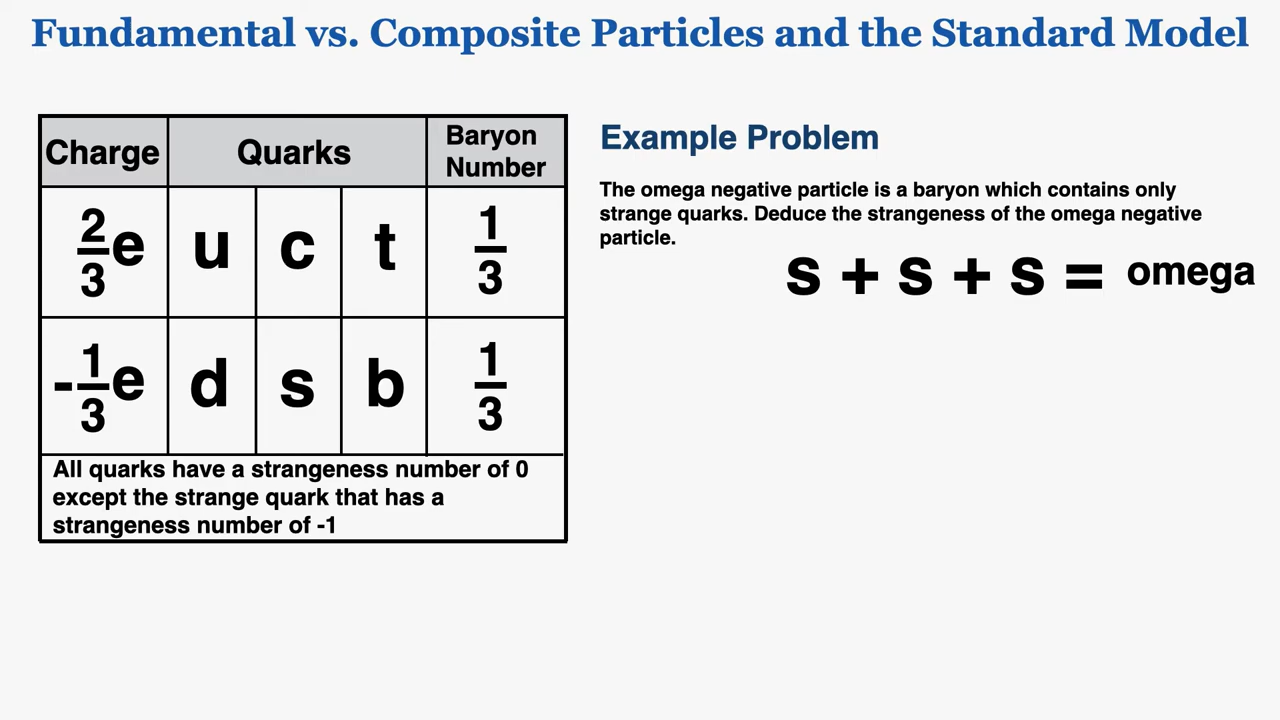 Fundamental vs. Composite Particles and the Standard Model
Charge Quarks Baryon Number
2/3 e u c t 1/3
-1/3 e d s b 1/3
All quarks have a strangeness number of 0
except the strange quark that has a
strangeness number of -1
Example Problem
The omega negative particle is a baryon which contains only
strange quarks. Deduce the strangeness of the omega negative
particle.
s + s + s = omega